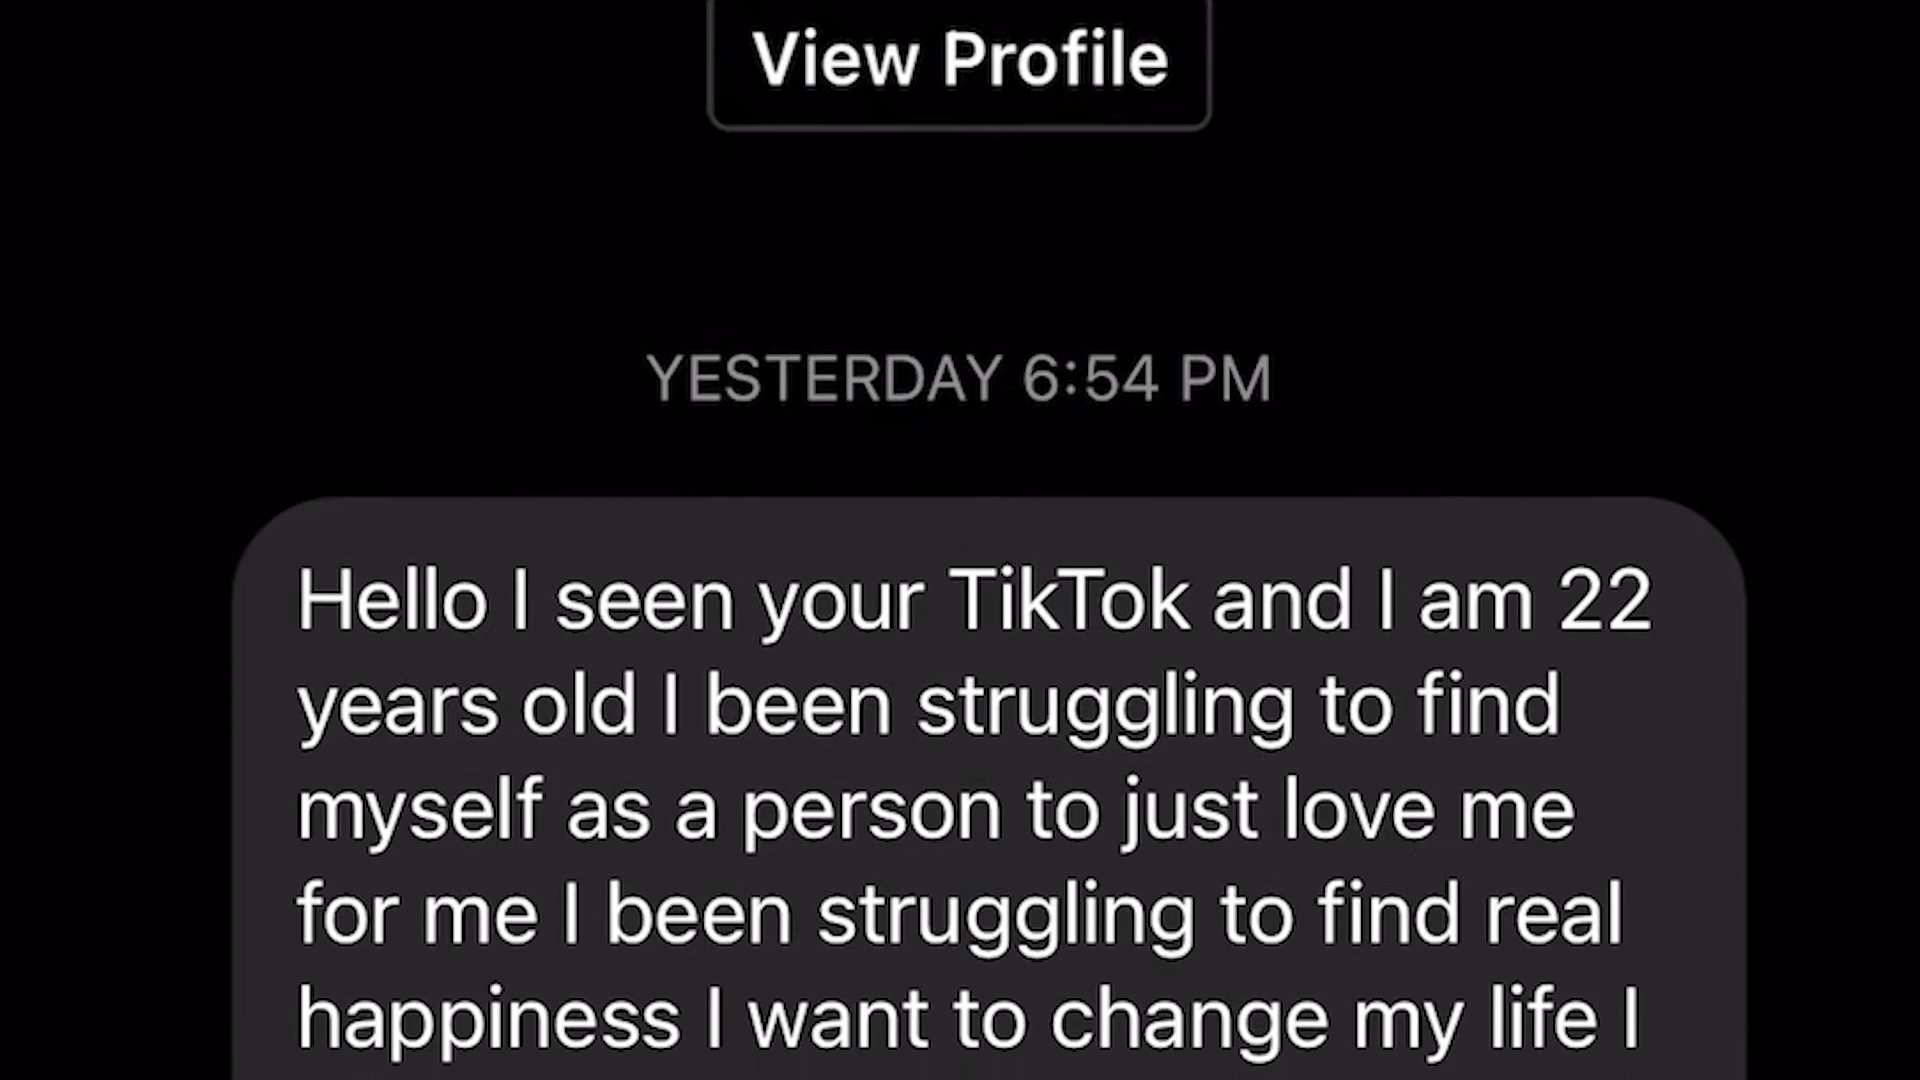 View Profile
YESTERDAY 6:54 PM
Hello I seen your TikTok and I am 22
years old I been struggling to find
myself as a person to just love me
for me I been struggling to find real
happiness I want to change my life I